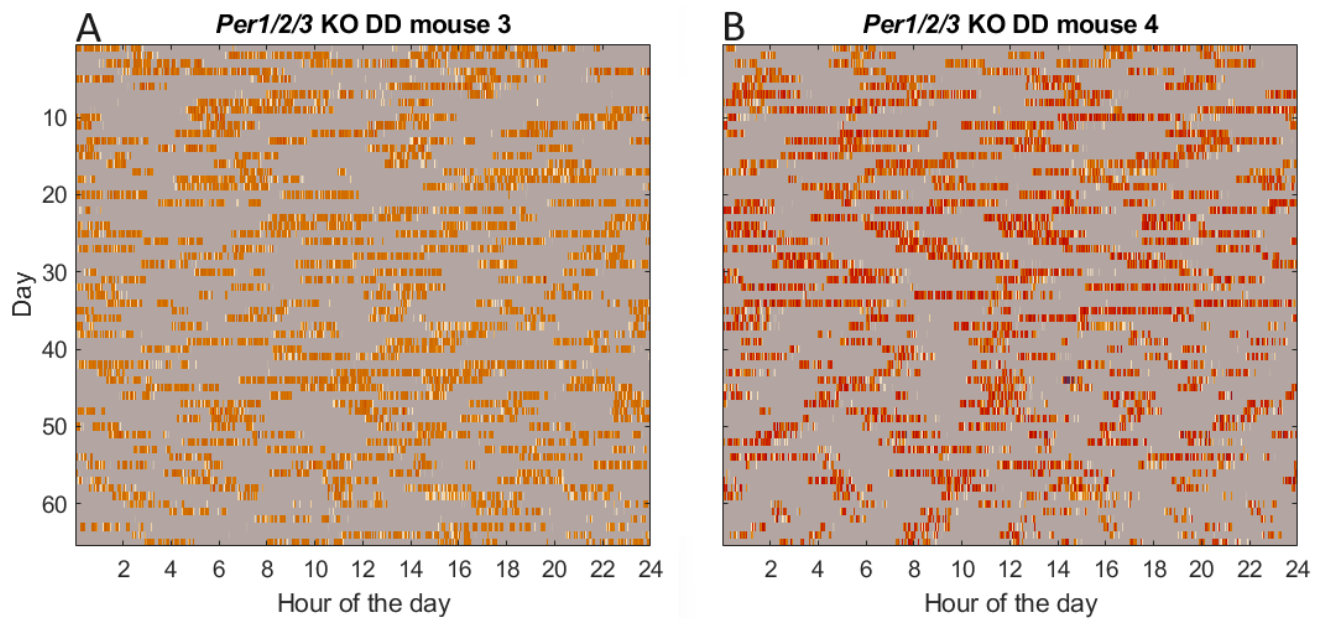 A
Per1/2/3 KO DD mouse 3
B
Per1/2/3 KO DD mouse 4
Day
10
20
30
40
50
60
2 4 6 8 10 12 14 16 18 20 22 24
2 4 6 8 10 12 14 16 18 20 22 24
Hour of the day
Hour of the day